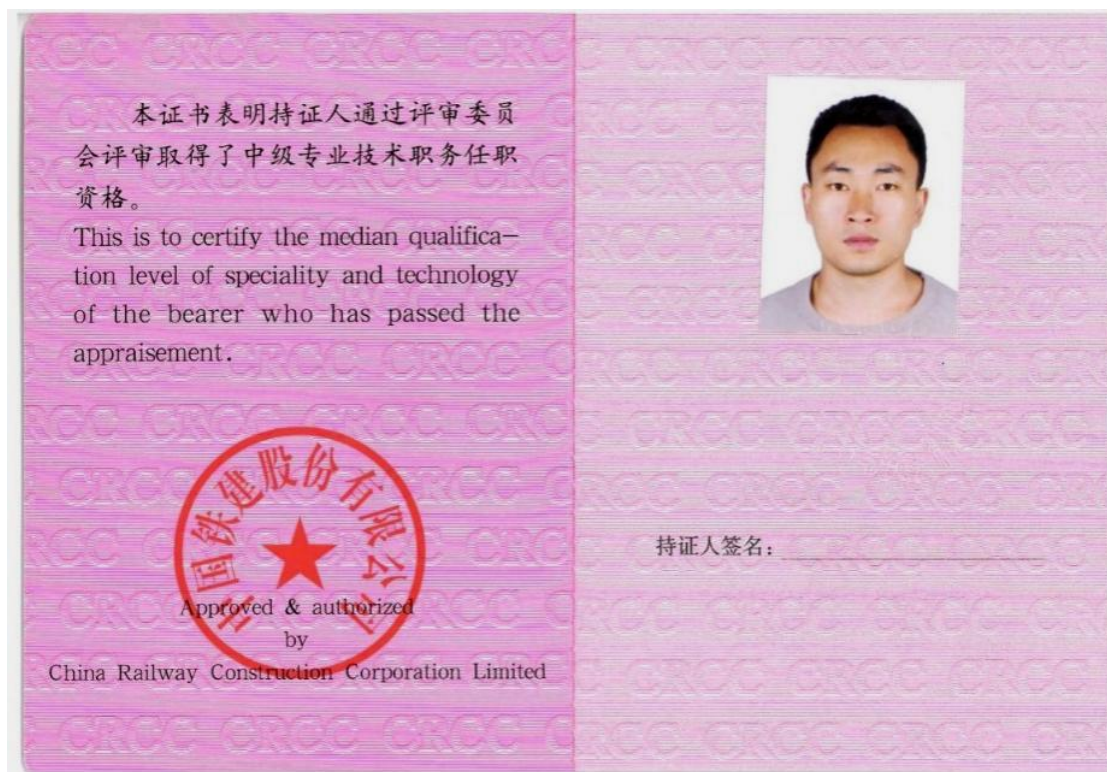 本证书表明持证人通过评审委员
会评审取得了中级专业技术职务任职
资格。
This is to certify the median qualifica-
tion level of speciality and technology
of the bearer who has passed the
appraisement.
中国铁建股份有限公司
Approved & authorized
by
China Railway Construction Corporation Limited
持证人签名：